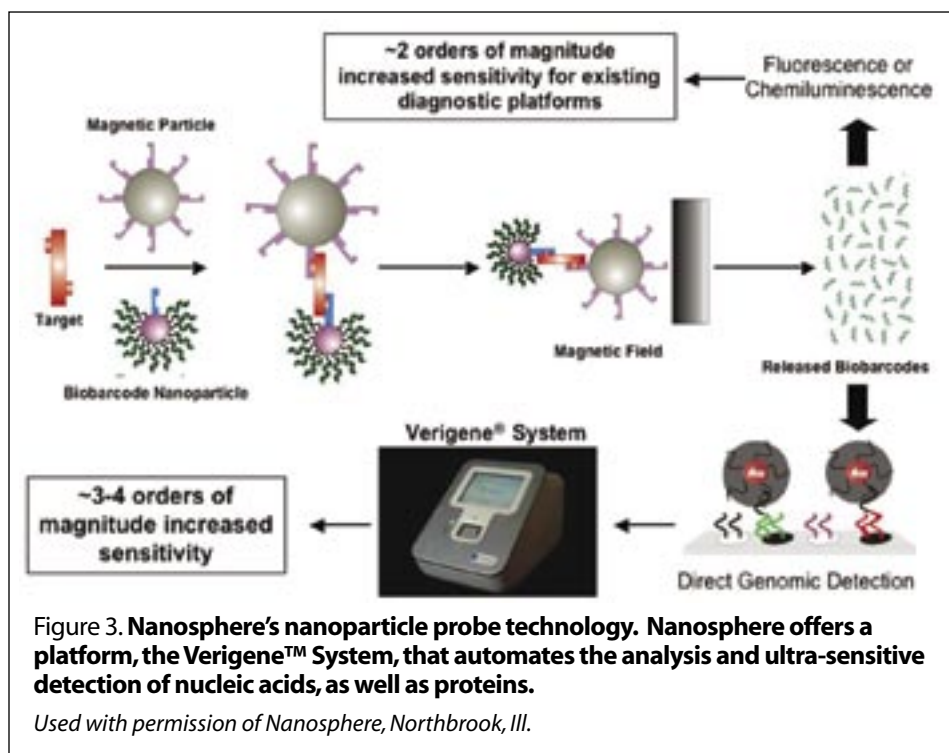 ~2 orders of magnitude
increased sensitivity for existing
diagnostic platforms
Fluorescence or
Chemiluminescence
Magnetic Particle
Target
Biobarcode Nanoparticle
Magnetic Field
Released Biobarcodes
Verigene® System
~3-4 orders of
magnitude increased
sensitivity
Au
Au
Direct Genomic Detection
Figure 3. Nanosphere's nanoparticle probe technology. Nanosphere offers a
platform, the Verigene™ System, that automates the analysis and ultra-sensitive
detection of nucleic acids, as well as proteins.
Used with permission of Nanosphere, Northbrook, Ill.